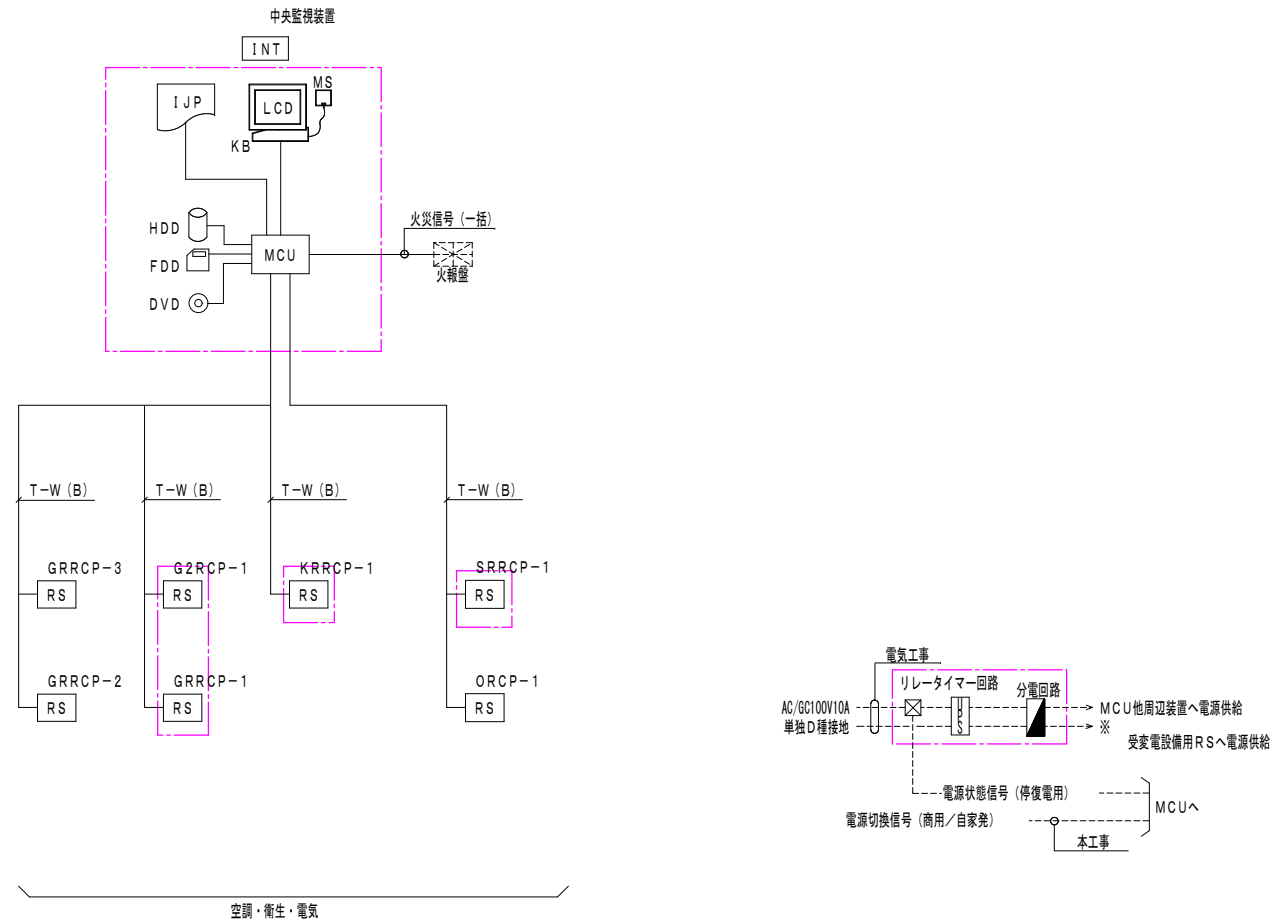 中央監視装置
INT
IJP
LCD
MS
KB
HDD
FDD
DVD
MCU
火災信号（一括）
火報盤
T－W（B）
T－W（B）
T－W（B）
T－W（B）
GRRCP－3
G2RCP－1
KRRCP－1
SRRCP－1
RS
RS
RS
RS
GRRCP－2
GRRCP－1
ORCP－1
RS
RS
RS
空調・衛生・電気
電気工事
リレータイマー回路
分電回路
AC/GC100V10A
単独D種接地
UPS
MCU他周辺装置へ電源供給
※
受変電設備用RSへ電源供給
電源状態信号（停復電用）
電源切換信号（商用／自家発）
MCUへ
本工事